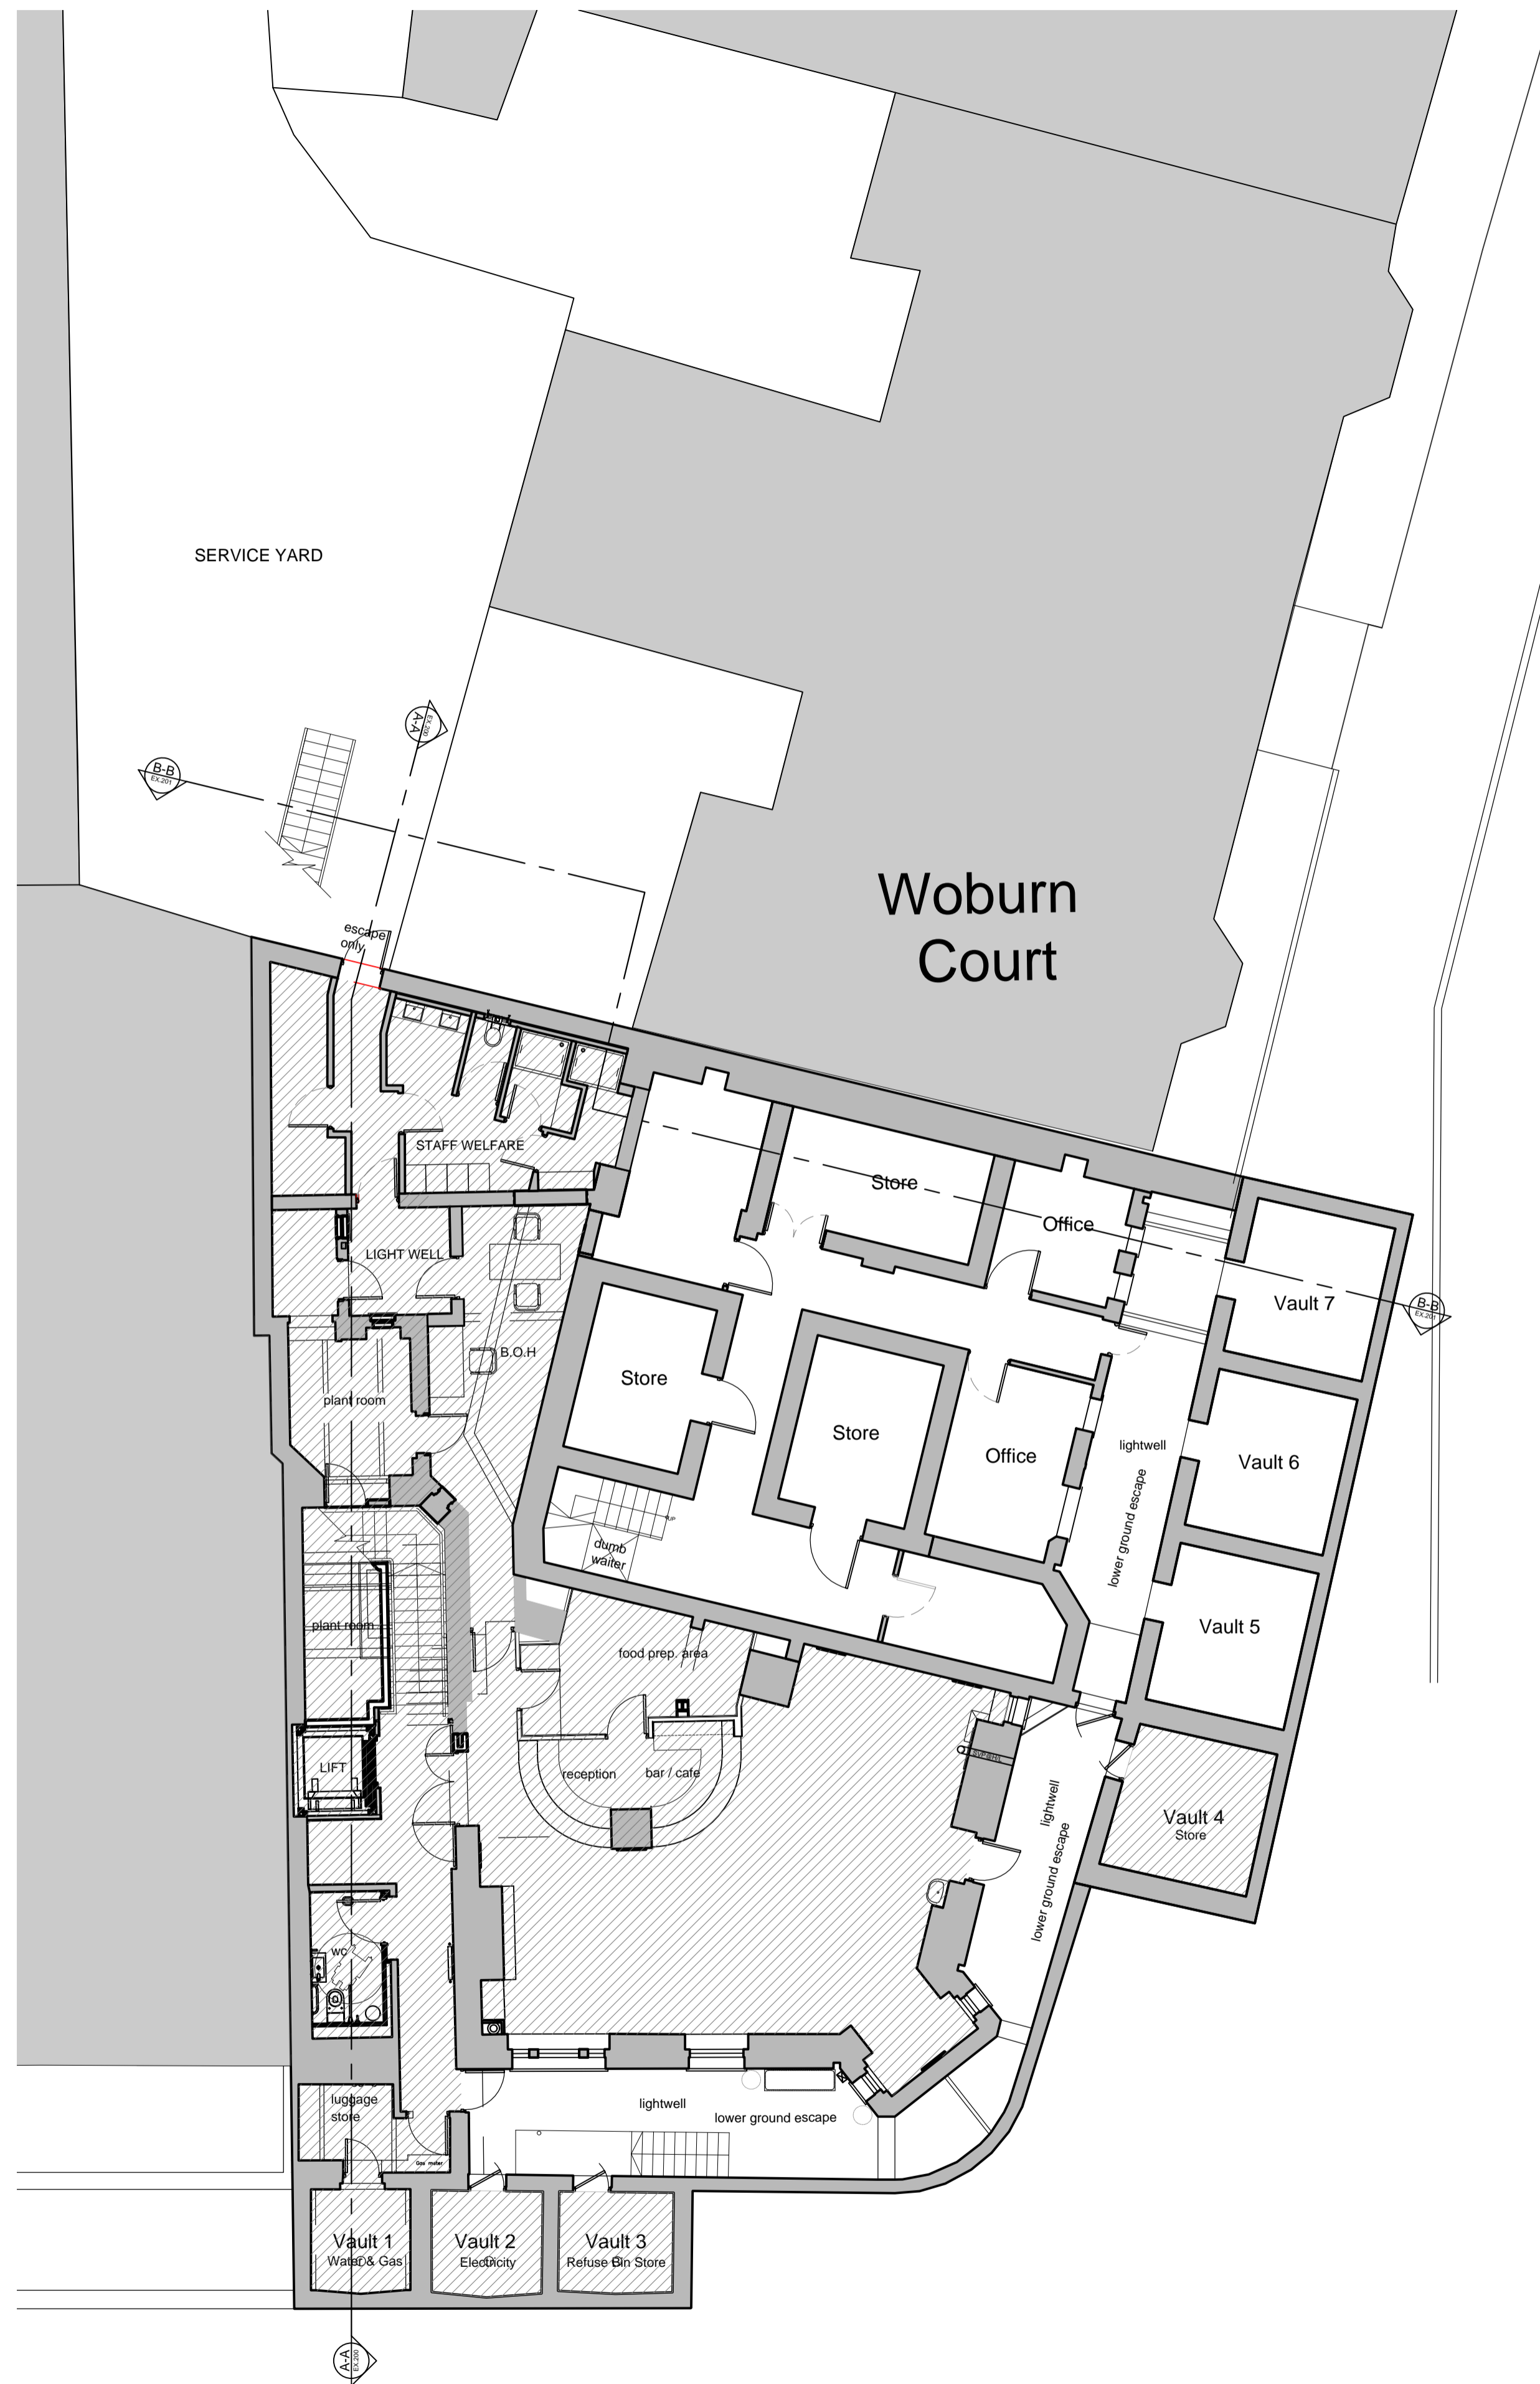 SERVICE YARD
A-A
EX.200
B-B
EX.201
Woburn
Court
escape
only
STAFF WELFARE
Store
Office
LIGHT WELL
Vault 7
B-B
EX.201
B.O.H
Store
plant room
Store
Office
lightwell
lower ground escape
Vault 6
UP
dumb
waiter
plant room
food prep. area
Vault 5
LIFT
reception
bar / cafe
lightwell
lower ground escape
Vault 4
Store
wc
luggage
store
lightwell
lower ground escape
Gas meter
Vault 1
Water & Gas
Vault 2
Electricity
Vault 3
Refuse Bin Store
A-A
EX.200